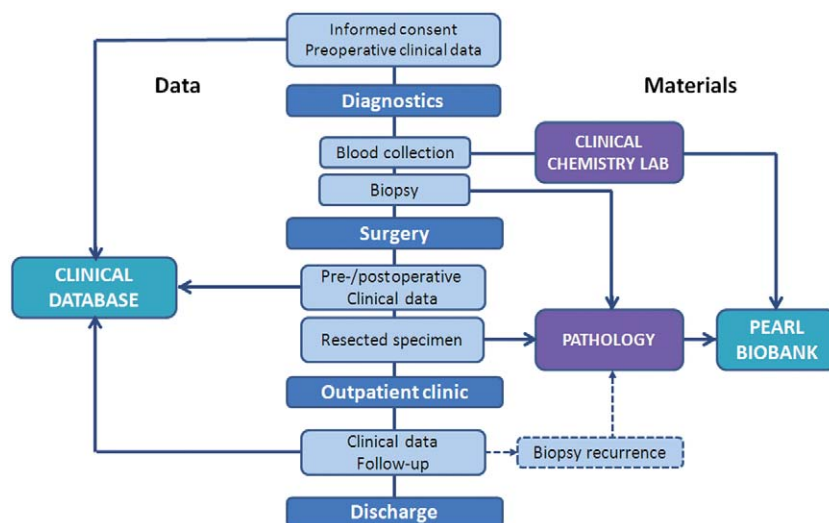 Informed consent
Preoperative clinical data
Data
Materials
Diagnostics
Blood collection
CLINICAL
CHEMISTRY LAB
Biopsy
Surgery
CLINICAL
DATABASE
Pre-/postoperative
Clinical data
Resected specimen
PATHOLOGY
PEARL
BIOBANK
Outpatient clinic
Clinical data
Follow-up
Biopsy recurrence
Discharge